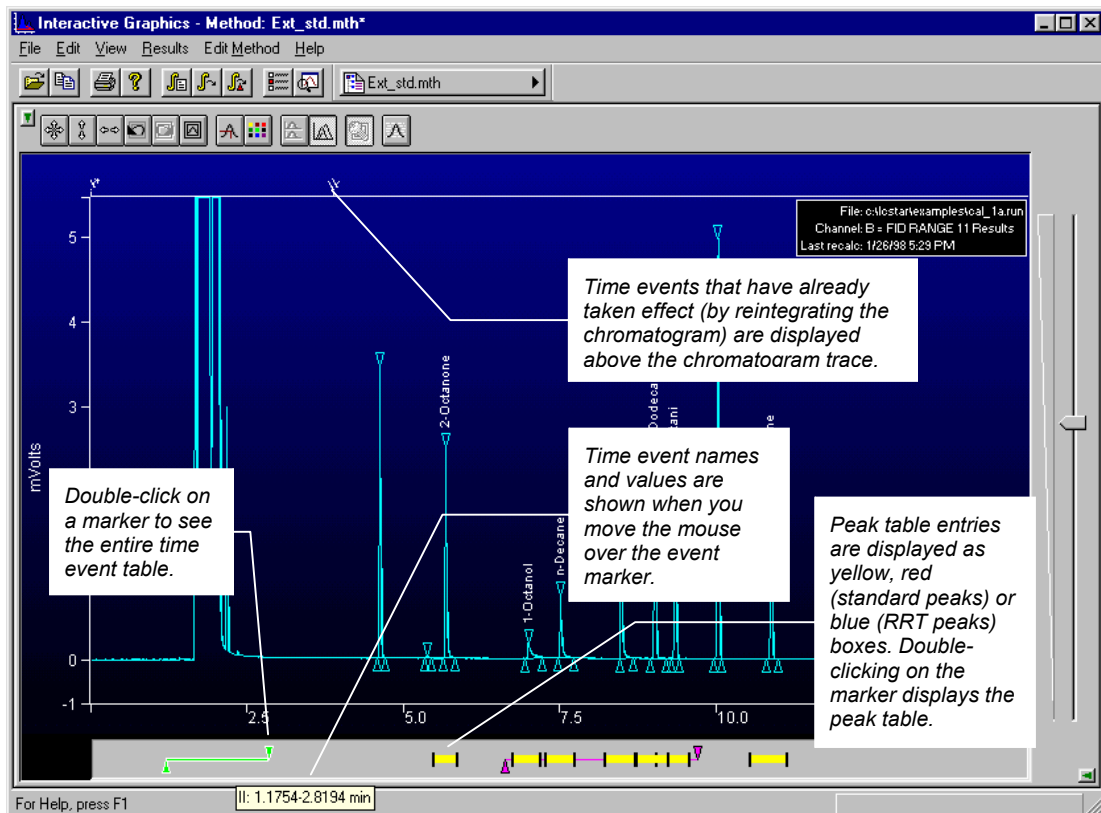 Interactive Graphics - Method: Ext_std.mth*
File Edit View Results Edit Method Help
Ext_std.mth
File: c:\lcstar\examples\cal_1a.run
Channel: B = FID RANGE 11 Results
Last recalc: 1/26/98 5:29 PM
5
4
3
0
-1
mVolts
Time events that have already
taken effect (by reintegrating the
chromatogram) are displayed
above the chromatogram trace.
2-Octanone
1-Octanol
n-Decane
Dodeca
Double-click on
a marker to see
the entire time
event table.
Time event names
and values are
shown when you
move the mouse
over the event
marker.
Peak table entries
are displayed as
yellow, red
(standard peaks) or
blue (RRT peaks)
boxes. Double-
clicking on the
marker displays the
peak table.
2.5 5.0 7.5 10.0
II: 1.1754-2.8194 min
For Help, press F1